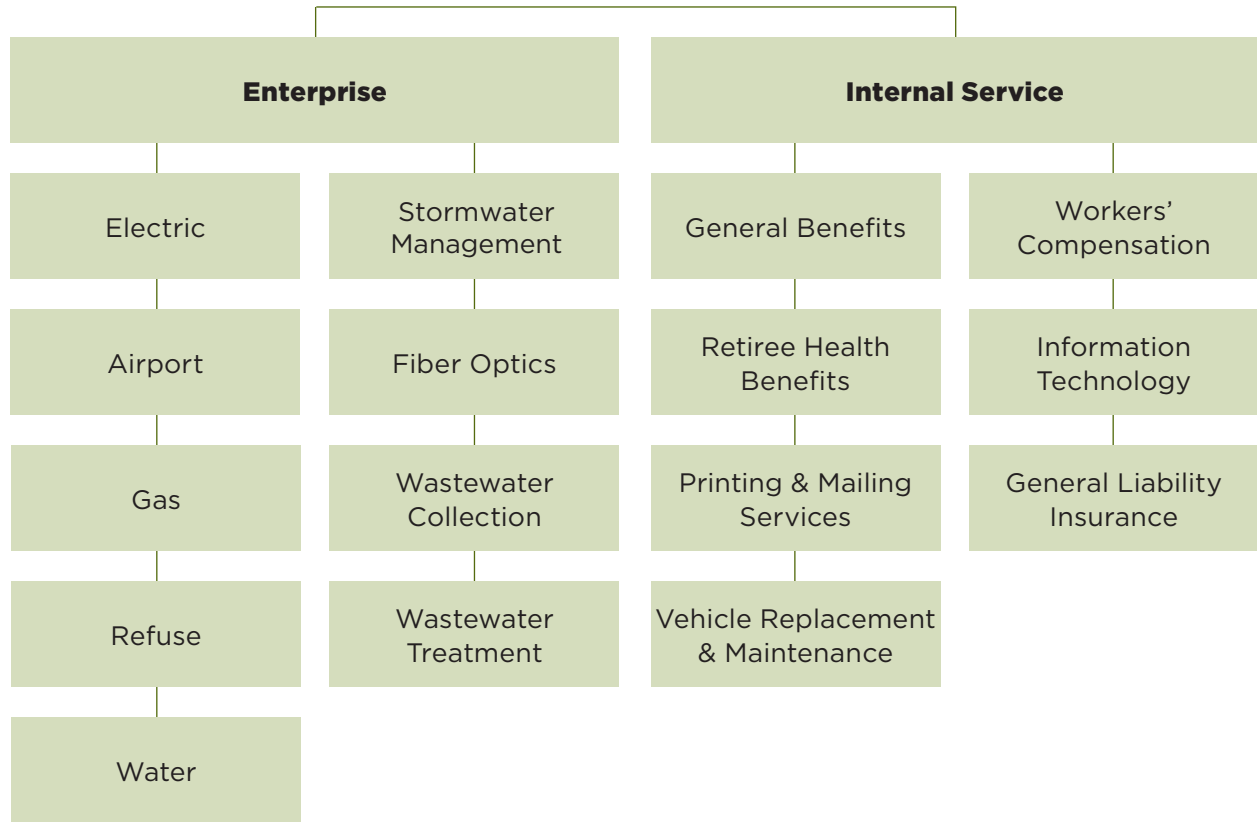 Enterprise
Internal Service
Electric
Stormwater
Management
General Benefits
Workers’
Compensation
Airport
Fiber Optics
Retiree Health
Benefits
Information
Technology
Gas
Wastewater
Collection
Printing & Mailing
Services
General Liability
Insurance
Refuse
Wastewater
Treatment
Vehicle Replacement
& Maintenance
Water